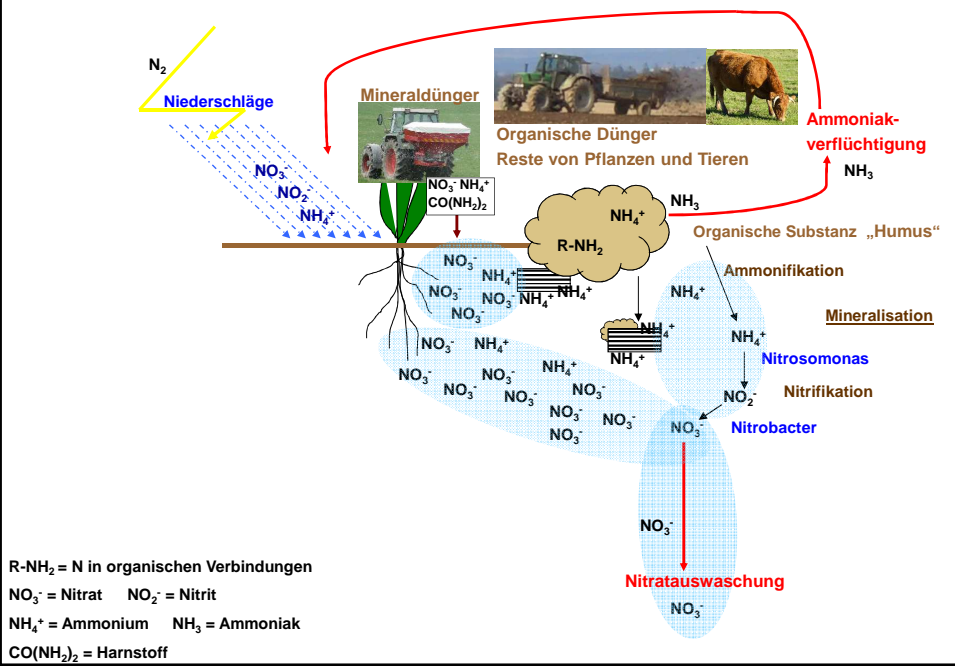 N₂
Niederschläge
NO₃⁻
NO₂⁻
NH₄⁺
Mineraldünger
NO₃⁻ NH₄⁺
CO(NH₂)₂
Organische Dünger
Reste von Pflanzen und Tieren
Ammoniak-
verflüchtigung
NH₃
NH₃
NH₄⁺
R-NH₂
Organische Substanz „Humus“
Ammonifikation
Mineralisation
NO₃⁻
NH₄⁺
NO₃⁻
NO₃⁻
NH₄⁺
NH₄⁺
NO₃⁻
NH₄⁺
NH₄⁺
NH₄⁺
NH₄⁺
Nitrosomonas
NO₃⁻
NH₄⁺
NO₃⁻
NO₃⁻
NH₄⁺
NO₃⁻
NO₃⁻
NO₃⁻
NO₃⁻
NO₃⁻
NO₃⁻
NO₂⁻
Nitrifikation
NO₃⁻
Nitrobacter
NO₃⁻
Nitratauswaschung
NO₃⁻
R-NH₂ = N in organischen Verbindungen
NO₃⁻ = Nitrat NO₂⁻ = Nitrit
NH₄⁺ = Ammonium NH₃ = Ammoniak
CO(NH₂)₂ = Harnstoff